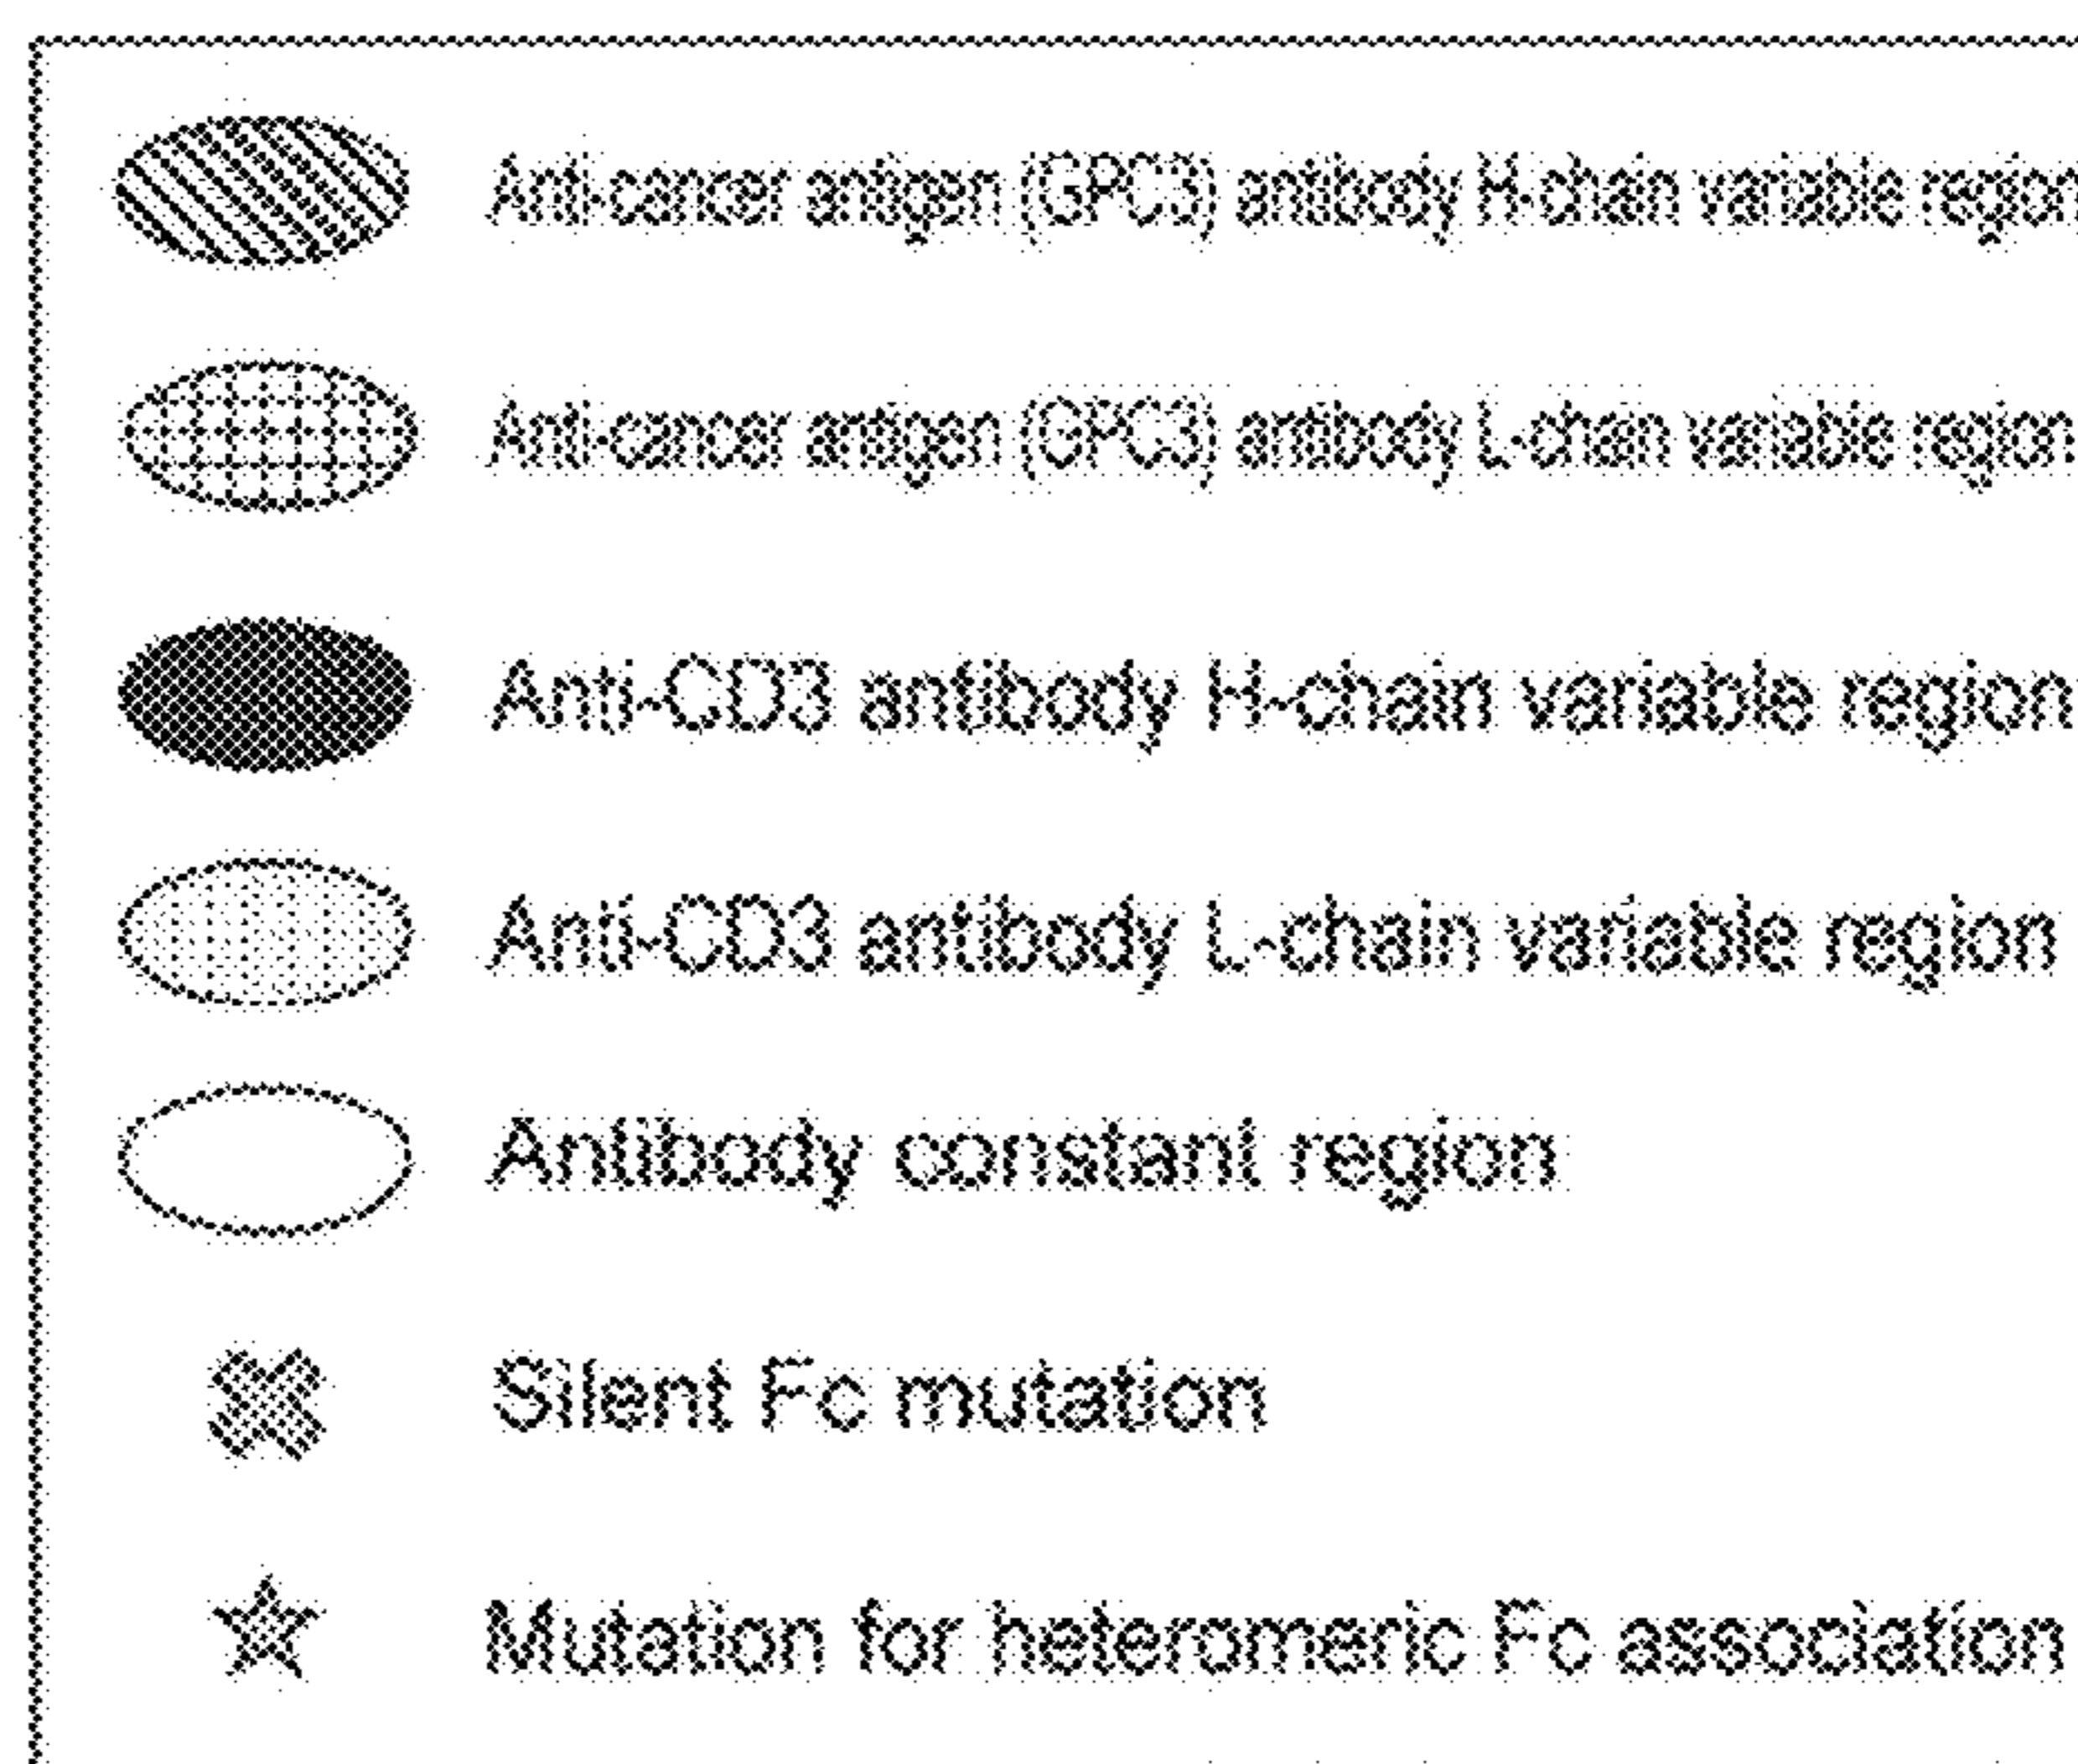 Anti-cancer antigen (GPC3) antibody H-chain variable region
Anti-cancer antigen (GPC3) antibody L-chain variable region
Anti-CD3 antibody H-chain variable region
Anti-CD3 antibody L-chain variable region
Antibody constant region
Silent Fc mutation
Mutation for heteromeric Fc association